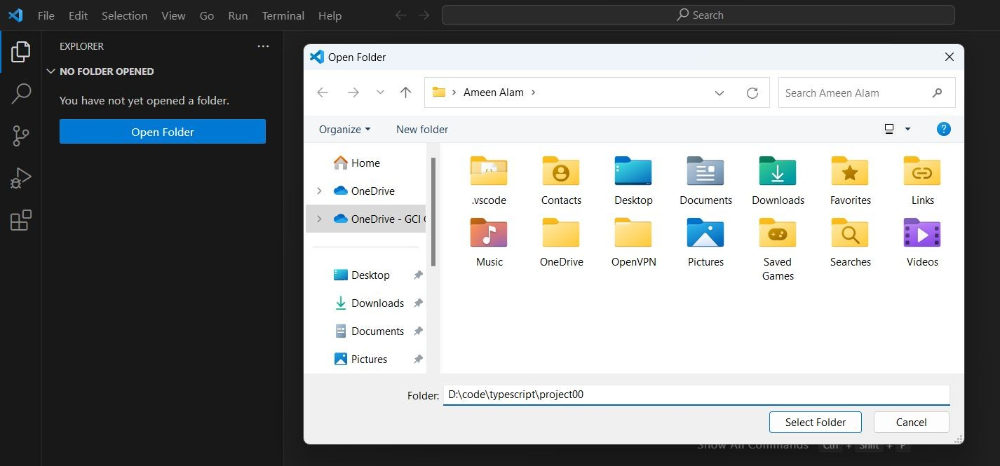 File Edit Selection View Go Run Terminal Help
Search
EXPLORER
NO FOLDER OPENED
You have not yet opened a folder.
Open Folder
Open Folder
Ameen Alam
Search Ameen Alam
Organize
New folder
?
Home
OneDrive
OneDrive - GCI
Desktop
Downloads
Documents
Pictures
.vscode
Contacts
Desktop
Documents
Downloads
Favorites
Links
Music
OneDrive
OpenVPN
Pictures
Saved
Games
Searches
Videos
Folder: D:\code\typescript\project00
Select Folder
Cancel
Show All Commands Ctrl + Shift + P